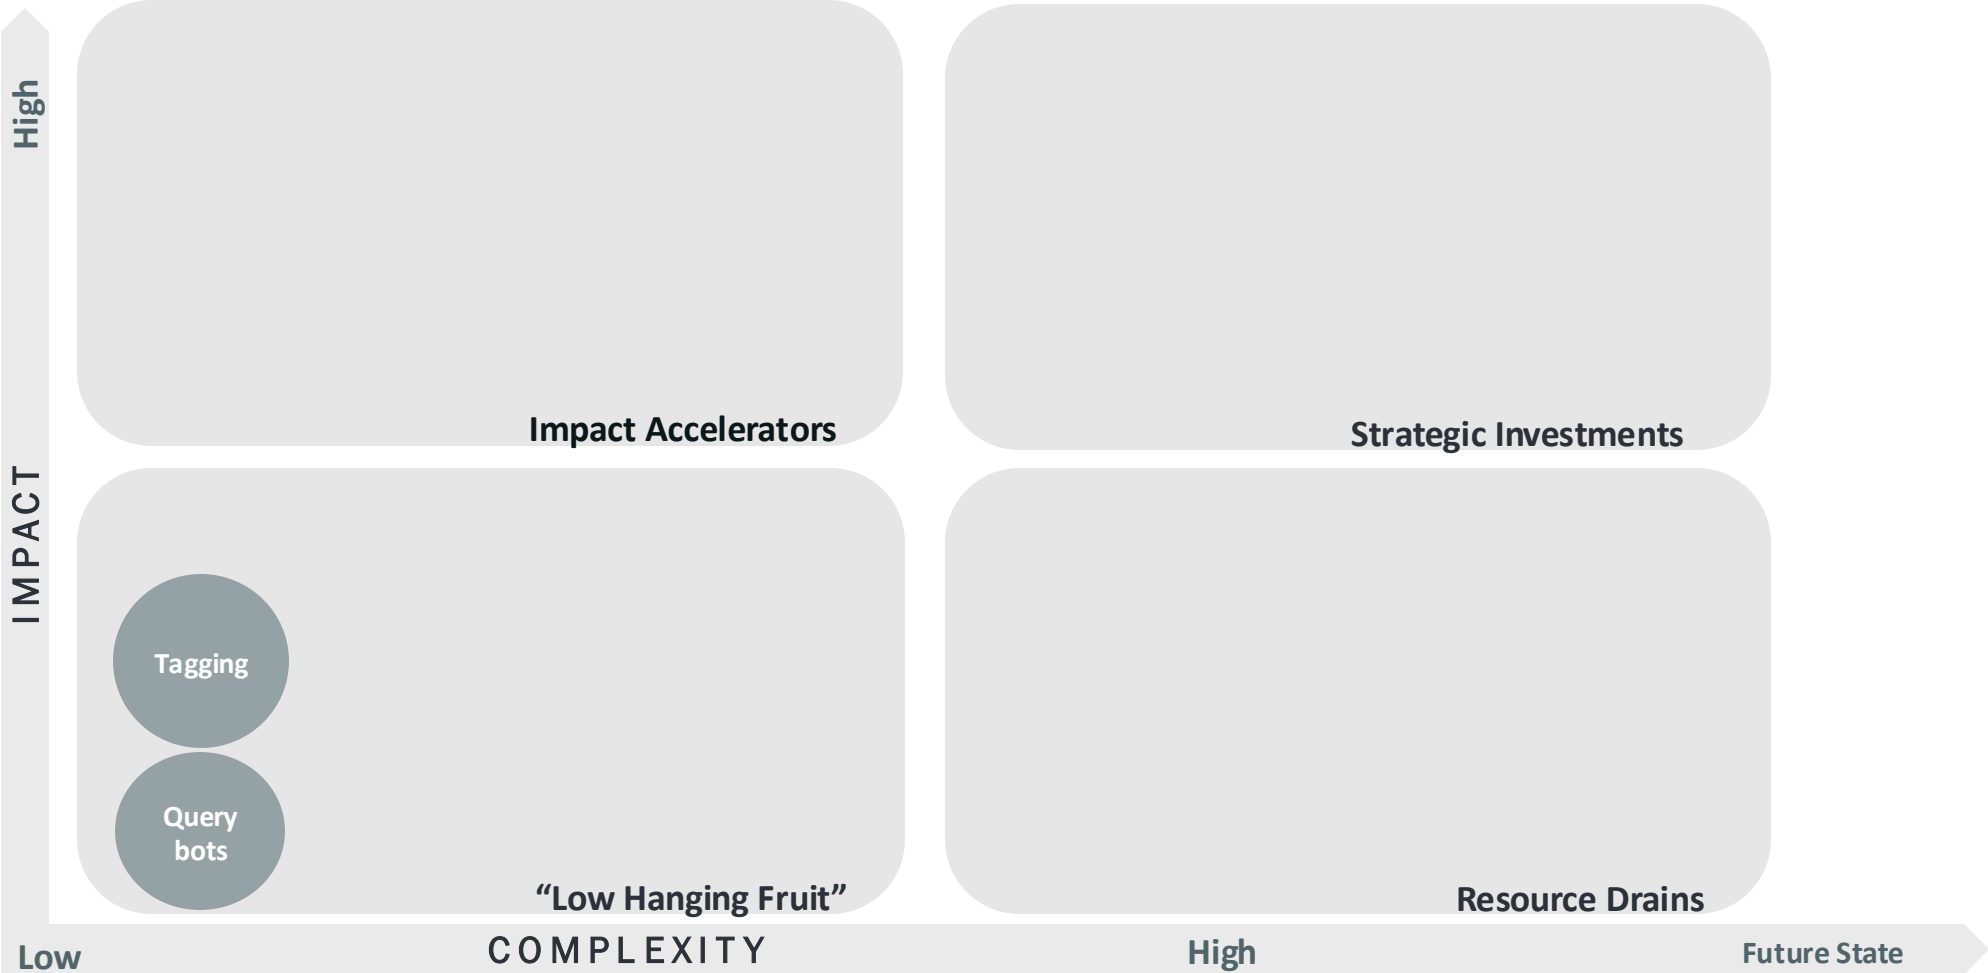 High
Impact Accelerators
Strategic Investments
IMPACT
Tagging
Query
bots
“Low Hanging Fruit”
Resource Drains
Low
COMPLEXITY
High
Future State